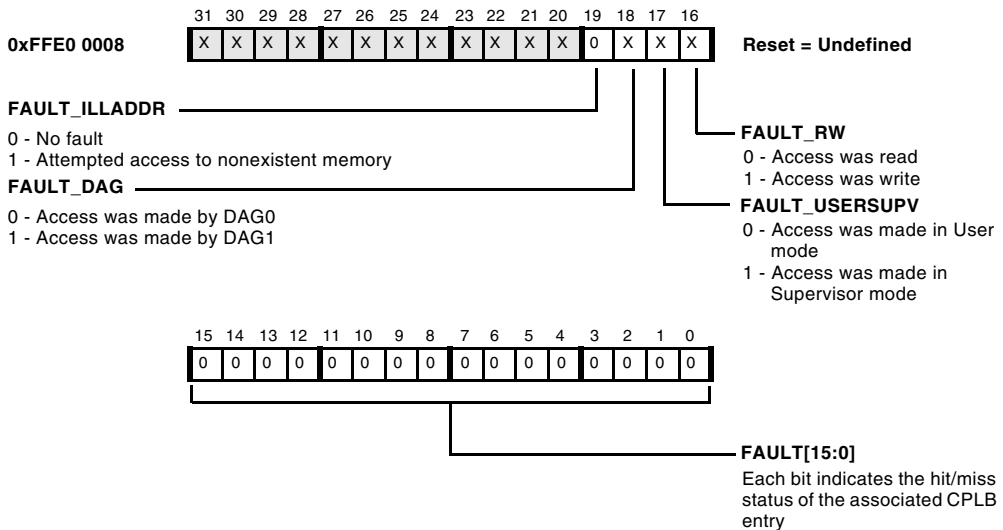 31 30 29 28 27 26 25 24 23 22 21 20 19 18 17 16
0xFFE0 0008
X X X X X X X X X X X X 0 X X X
Reset = Undefined
FAULT_ILLADDR
0 - No fault
1 - Attempted access to nonexistent memory
FAULT_DAG
0 - Access was made by DAG0
1 - Access was made by DAG1
FAULT_RW
0 - Access was read
1 - Access was write
FAULT_USERSUPV
0 - Access was made in User
mode
1 - Access was made in
Supervisor mode
15 14 13 12 11 10 9 8 7 6 5 4 3 2 1 0
0 0 0 0 0 0 0 0 0 0 0 0 0 0 0 0
FAULT[15:0]
Each bit indicates the hit/miss
status of the associated CPLB
entry